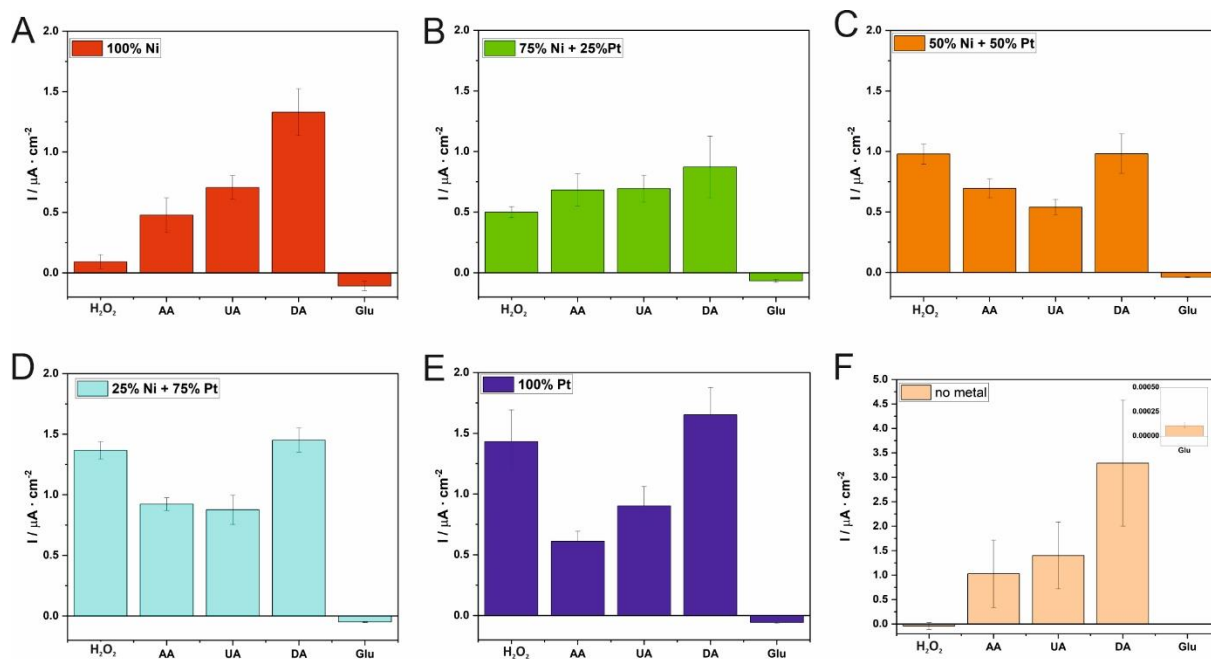 A
100% Ni
I / μA · cm⁻²
2.0
1.5
1.0
0.5
0.0
H₂O₂ AA UA DA Glu
B
75% Ni + 25%Pt
I / μA · cm⁻²
2.0
1.5
1.0
0.5
0.0
H₂O₂ AA UA DA Glu
C
50% Ni + 50% Pt
I / μA · cm⁻²
2.0
1.5
1.0
0.5
0.0
H₂O₂ AA UA DA Glu
D
25% Ni + 75% Pt
I / μA · cm⁻²
2.0
1.5
1.0
0.5
0.0
H₂O₂ AA UA DA Glu
E
100% Pt
I / μA · cm⁻²
2.0
1.5
1.0
0.5
0.0
H₂O₂ AA UA DA Glu
F
no metal
I / μA · cm⁻²
5.0
4.5
4.0
3.5
3.0
2.5
2.0
1.5
1.0
0.5
0.0
0.00050
0.00025
0.00000
Glu
H₂O₂ AA UA DA Glu